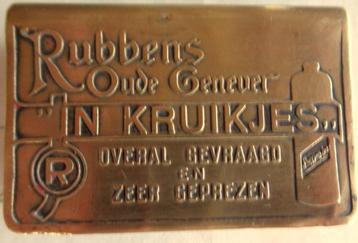 Rubbens
Oude Genever
„IN KRUIKJES„
OVERAL GEVRAAGD
EN
ZEER GEPREZEN
R